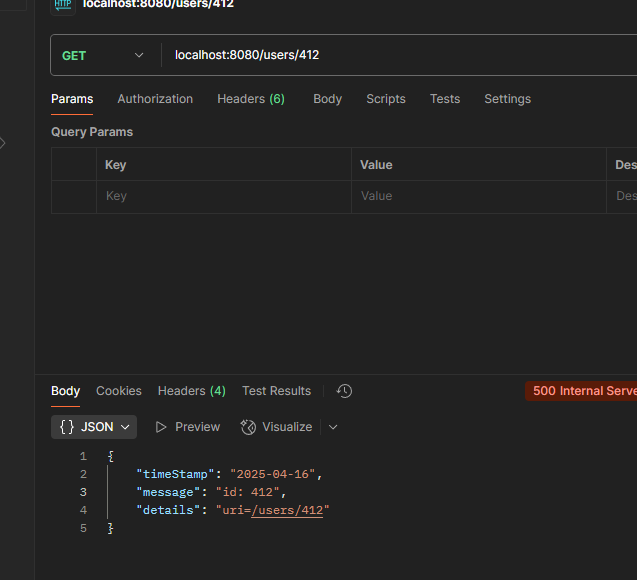 HTTP localhost:8080/users/412
GET localhost:8080/users/412
Params Authorization Headers (6) Body Scripts Tests Settings
Query Params
Key Value Des
Key Value Des
Body Cookies Headers (4) Test Results 500 Internal Serve
{} JSON Preview Visualize
1 {
2 "timeStamp": "2025-04-16",
3 "message": "id: 412",
4 "details": "uri=/users/412"
5 }